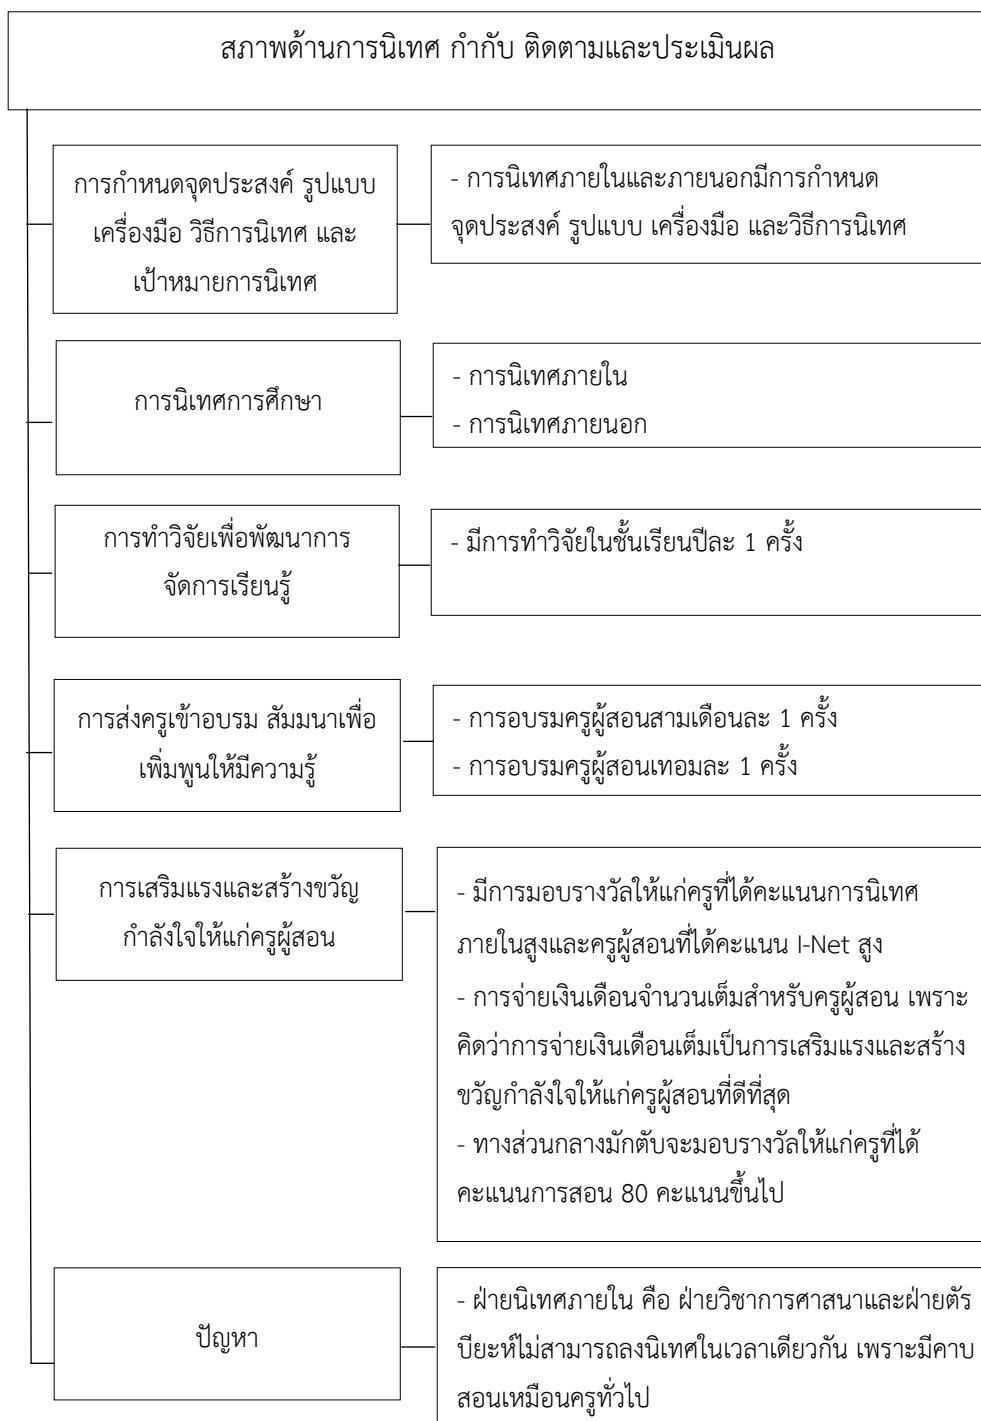 สภาพด้านการนิเทศ กำกับ ติดตามและประเมินผล
การกำหนดจุดประสงค์ รูปแบบ
เครื่องมือ วิธีการนิเทศ และ
เป้าหมายการนิเทศ
- การนิเทศภายในและภายนอกมีการกำหนด
จุดประสงค์ รูปแบบ เครื่องมือ และวิธีการนิเทศ
การนิเทศการศึกษา
- การนิเทศภายใน
- การนิเทศภายนอก
การทำวิจัยเพื่อพัฒนาการ
จัดการเรียนรู้
- มีการทำวิจัยในชั้นเรียนปีละ 1 ครั้ง
การส่งครูเข้าอบรม สัมมนาเพื่อ
เพิ่มพูนให้มีความรู้
- การอบรมครูผู้สอนสามเดือนละ 1 ครั้ง
- การอบรมครูผู้สอนเทอมละ 1 ครั้ง
การเสริมแรงและสร้างขวัญ
กำลังใจให้แก่ครูผู้สอน
- มีการมอบรางวัลให้แก่ครูที่ได้คะแนนการนิเทศ
ภายในสูงและครูผู้สอนที่ได้คะแนน I-Net สูง
- การจ่ายเงินเดือนจำนวนเต็มสำหรับครูผู้สอน เพราะ
คิดว่าการจ่ายเงินเดือนเต็มเป็นการเสริมแรงและสร้าง
ขวัญกำลังใจให้แก่ครูผู้สอนที่ดีที่สุด
- ทางส่วนกลางมักตับจะมอบรางวัลให้แก่ครูที่ได้
คะแนนการสอน 80 คะแนนขึ้นไป
ปัญหา
- ฝ่ายนิเทศภายใน คือ ฝ่ายวิชาการศาสนาและฝ่ายตัร
บียะห์ไม่สามารถลงนิเทศในเวลาเดียวกัน เพราะมีคาบ
สอนเหมือนครูทั่วไป